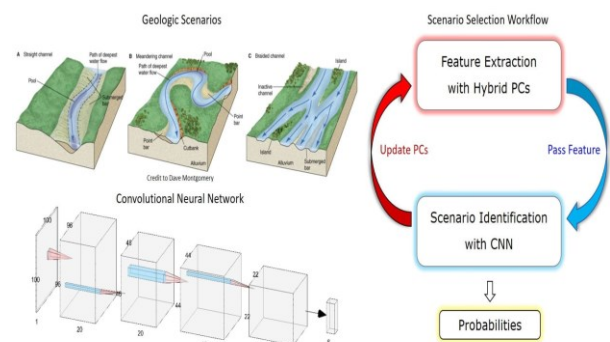 Geologic Scenarios
A Straight channel
Path of deepest
water flow
Pool
Submerged
bar
B Meandering channel
Path of deepest
water flow
Pool
Point
bar
Point
bar
Cutbank
Alluvium
C Braided channel
Island
Inactive
channel
Island
Alluvium
Submerged
bar
Credit to Dave Montgomery
Convolutional Neural Network
100
100
1
96
96
20
48
20
44
44
22
22
Scenario Selection Workflow
Feature Extraction
with Hybrid PCs
Update PCs
Pass Feature
Scenario Identification
with CNN
Probabilities